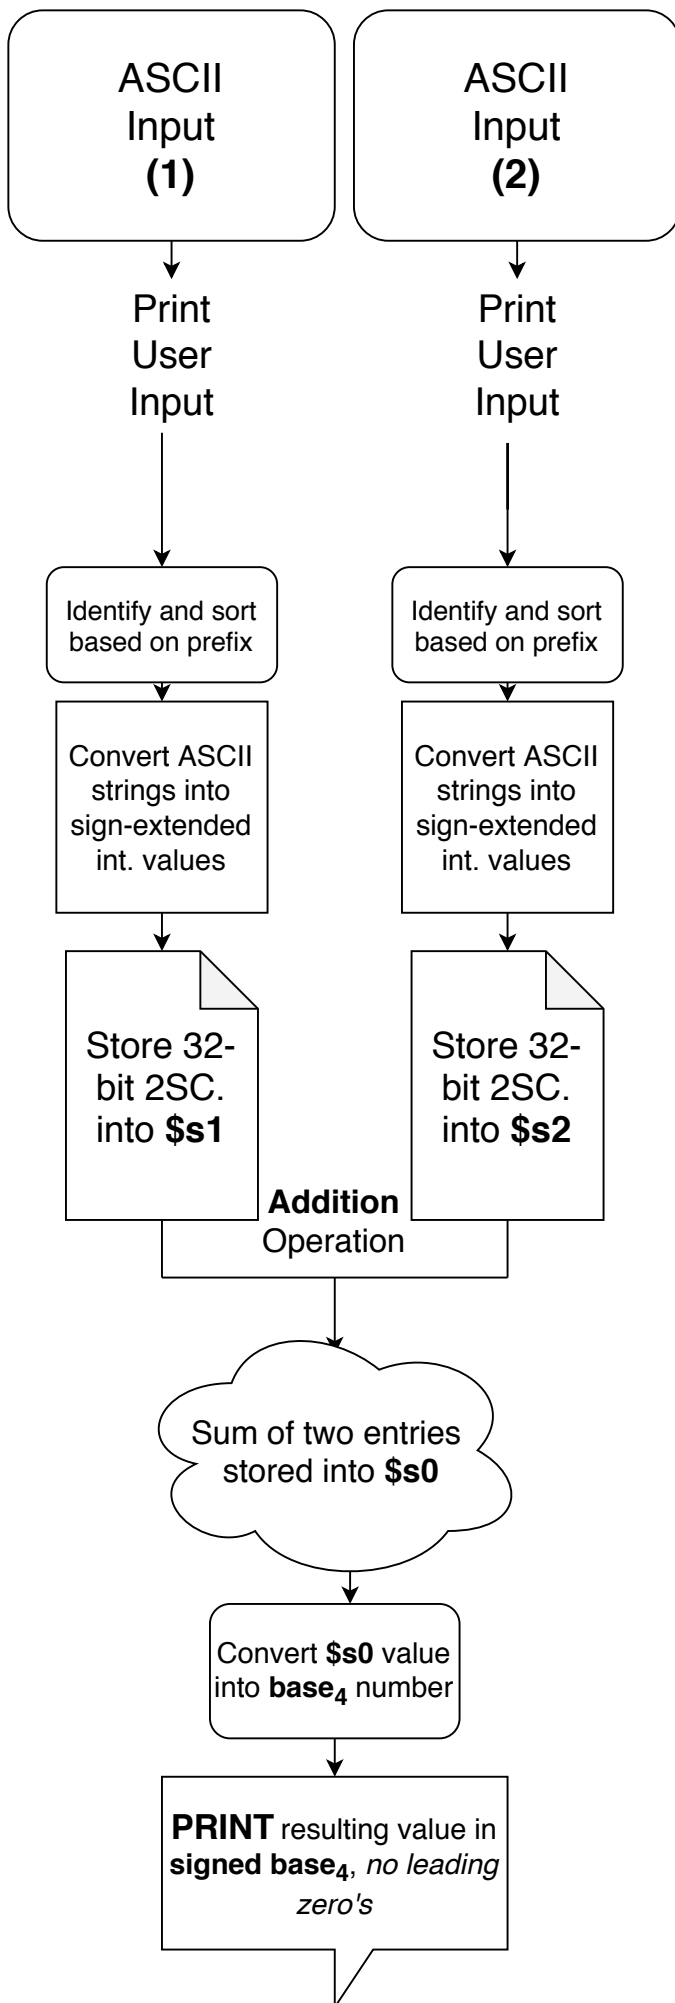 ASCII
Input
(1)
ASCII
Input
(2)
Print
User
Input
Print
User
Input
Identify and sort
based on prefix
Identify and sort
based on prefix
Convert ASCII
strings into
sign-extended
int. values
Convert ASCII
strings into
sign-extended
int. values
Store 32-
bit 2SC.
into $s1
Store 32-
bit 2SC.
into $s2
Addition
Operation
Sum of two entries
stored into $s0
Convert $s0 value
into base₄ number
PRINT resulting value in
signed base₄, no leading
zero's